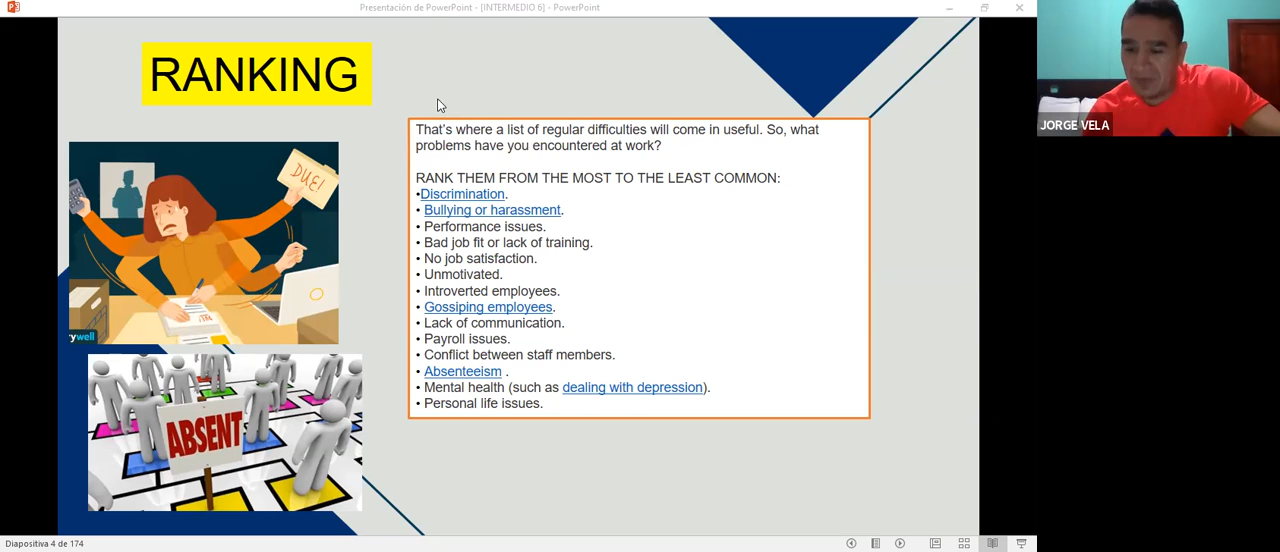 Presentación de PowerPoint - [INTERMEDIO 6] - PowerPoint
RANKING
That's where a list of regular difficulties will come in useful. So, what
problems have you encountered at work?
RANK THEM FROM THE MOST TO THE LEAST COMMON:
•Discrimination.
• Bullying or harassment.
• Performance issues.
• Bad job fit or lack of training.
• No job satisfaction.
• Unmotivated.
• Introverted employees.
• Gossiping employees.
• Lack of communication.
• Payroll issues.
• Conflict between staff members.
• Absenteeism .
• Mental health (such as dealing with depression).
• Personal life issues.
DUE!
rywell
ABSENT
JORGE VELA
Diapositiva 4 de 174